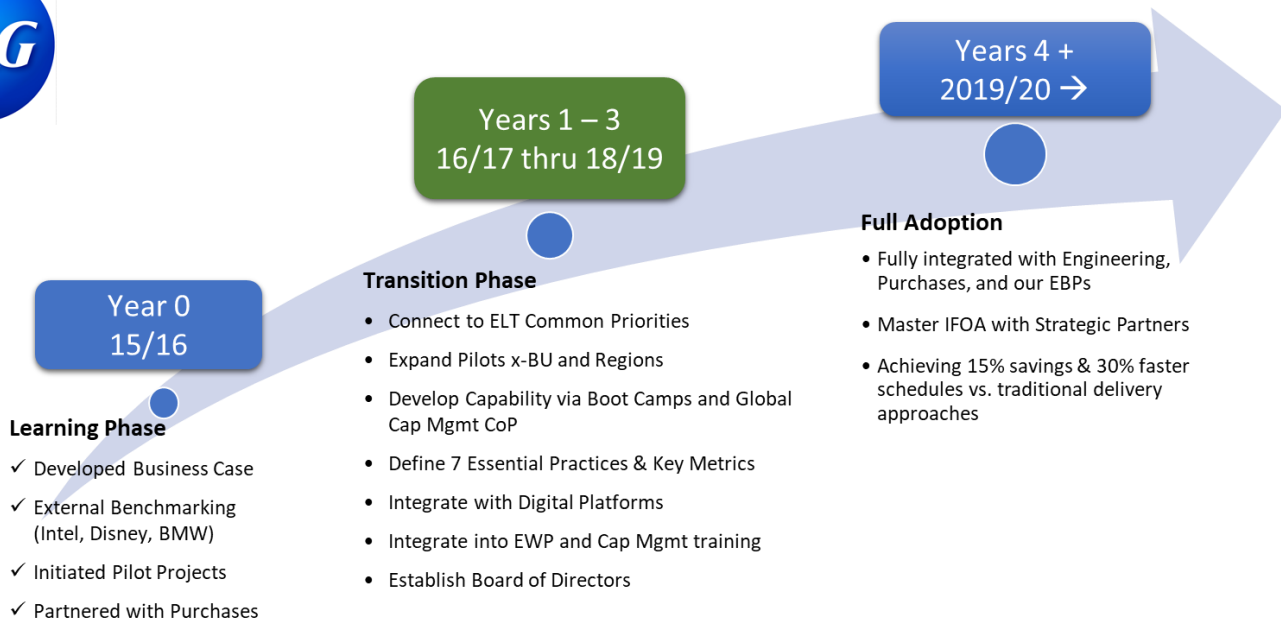 G
Year 0
15/16
Learning Phase
✓ Developed Business Case
✓ External Benchmarking
(Intel, Disney, BMW)
✓ Initiated Pilot Projects
✓ Partnered with Purchases
Years 1 – 3
16/17 thru 18/19
Transition Phase
• Connect to ELT Common Priorities
• Expand Pilots x-BU and Regions
• Develop Capability via Boot Camps and Global
Cap Mgmt CoP
• Define 7 Essential Practices & Key Metrics
• Integrate with Digital Platforms
• Integrate into EWP and Cap Mgmt training
• Establish Board of Directors
Years 4 +
2019/20 →
Full Adoption
• Fully integrated with Engineering,
Purchases, and our EBPs
• Master IFOA with Strategic Partners
• Achieving 15% savings & 30% faster
schedules vs. traditional delivery
approaches